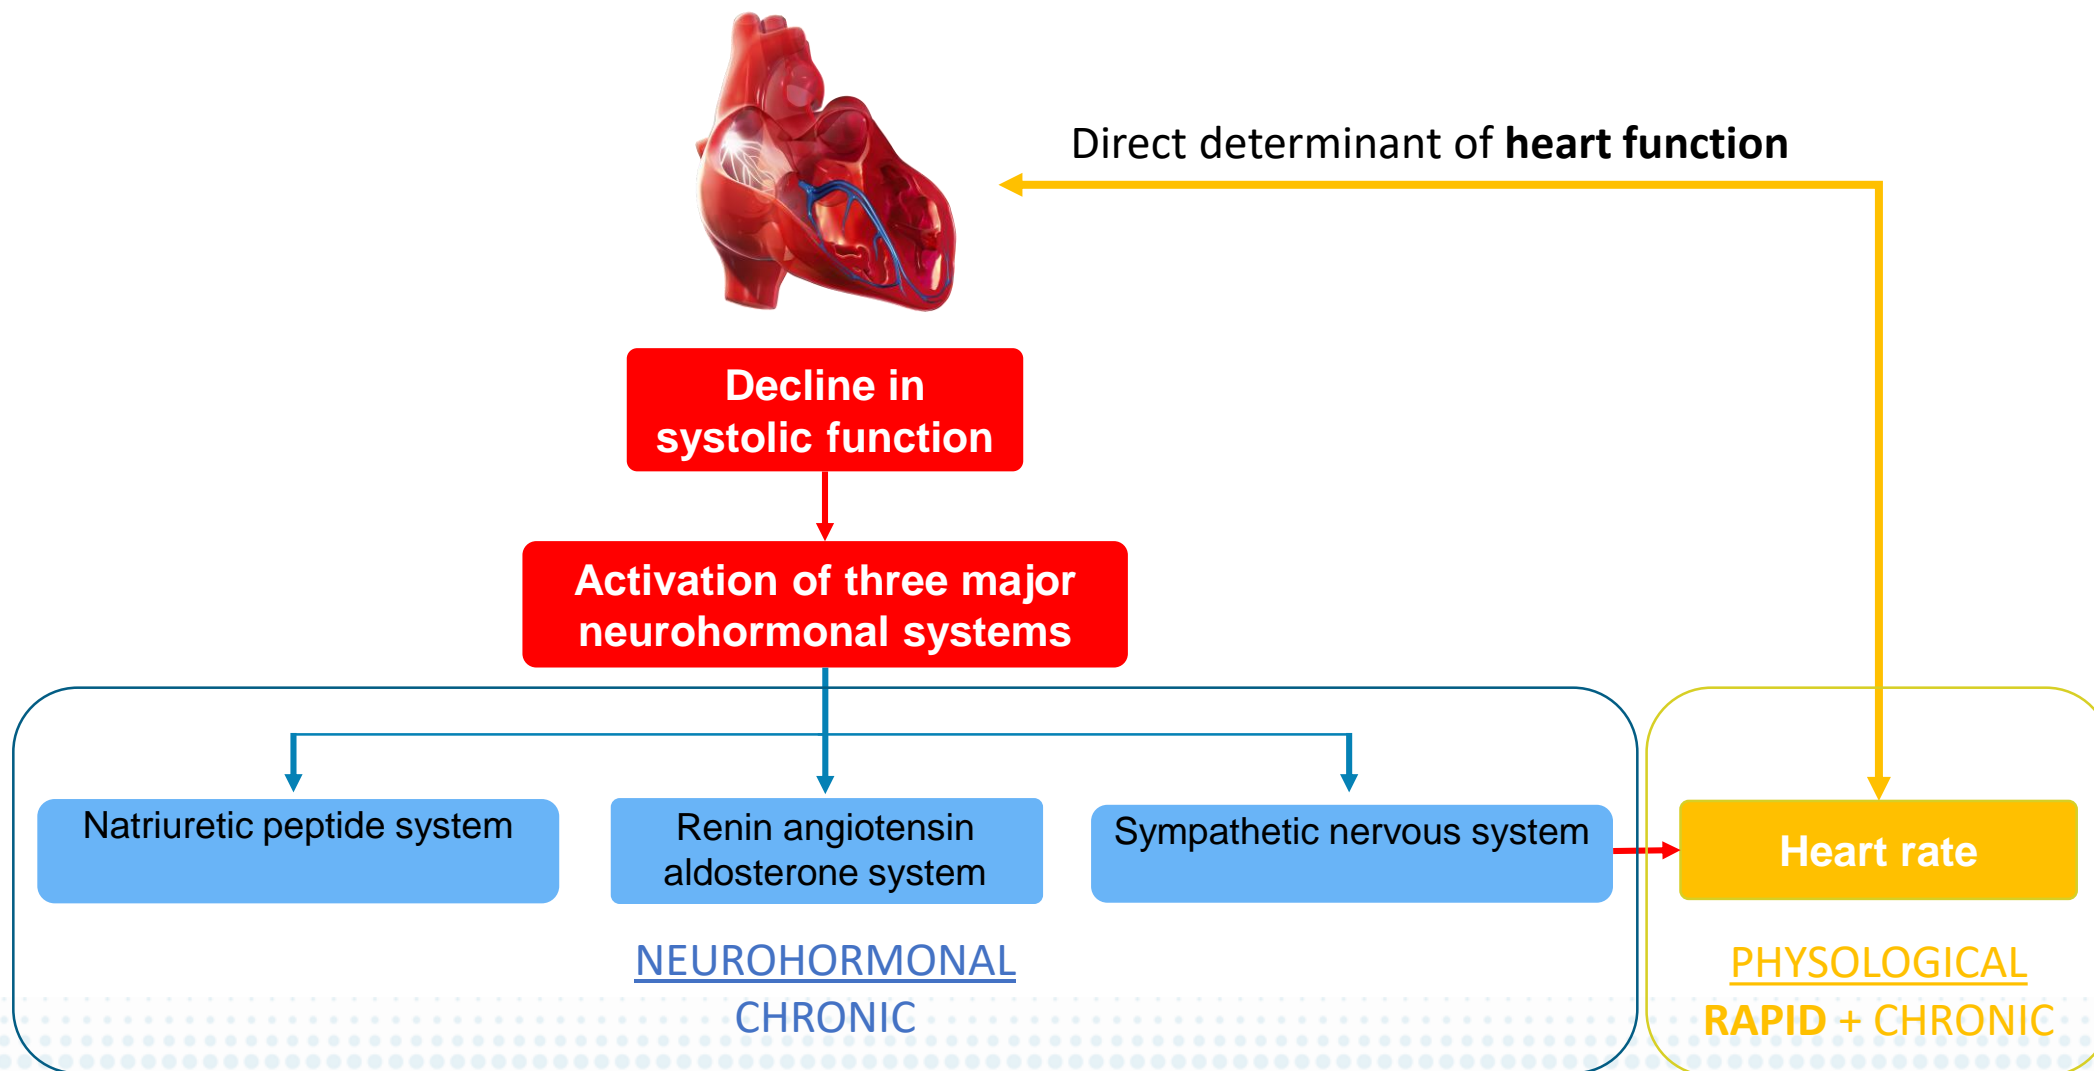 Direct determinant of heart function
Decline in
systolic function
Activation of three major
neurohormonal systems
Natriuretic peptide system
Renin angiotensin
aldosterone system
Sympathetic nervous system
Heart rate
NEUROHORMONAL
CHRONIC
PHYSOLOGICAL
RAPID + CHRONIC